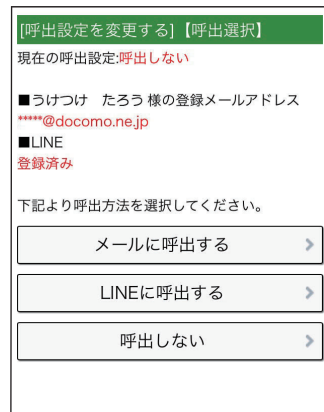 [呼出設定を変更する]【呼出選択】
現在の呼出設定:呼出しない
■うけつけ　たろう 様の登録メールアドレス
*****@docomo.ne.jp
■LINE
登録済み
下記より呼出方法を選択してください。
メールに呼出する
LINEに呼出する
呼出しない